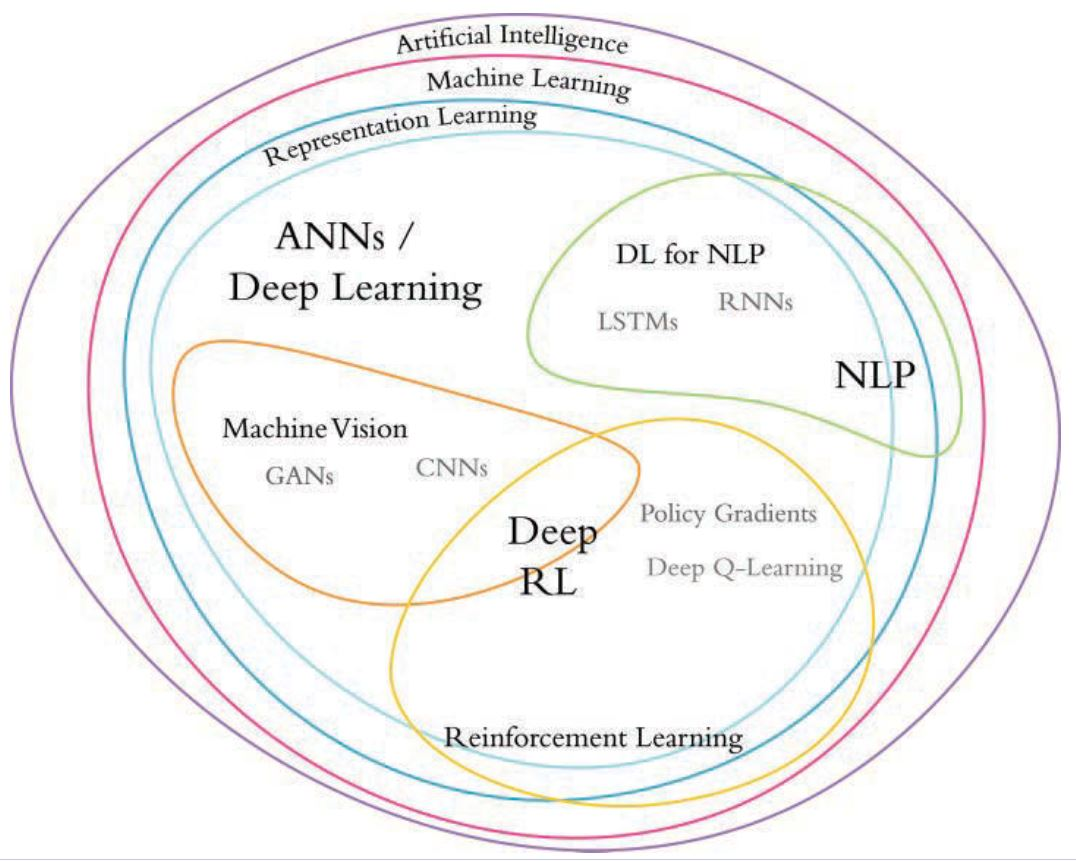 Artificial Intelligence
Machine Learning
Representation Learning
ANNs /
Deep Learning
DL for NLP
RNNs
LSTMs
NLP
Machine Vision
GANs
CNNs
Deep
RL
Policy Gradients
Deep Q-Learning
Reinforcement Learning